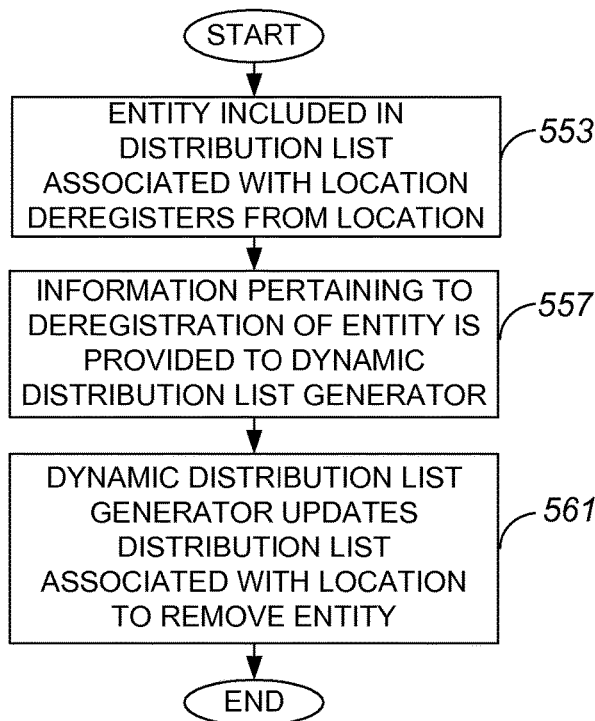 START
ENTITY INCLUDED IN
DISTRIBUTION LIST
ASSOCIATED WITH LOCATION
DEREGISTERS FROM LOCATION
553
INFORMATION PERTAINING TO
DEREGISTRATION OF ENTITY IS
PROVIDED TO DYNAMIC
DISTRIBUTION LIST GENERATOR
557
DYNAMIC DISTRIBUTION LIST
GENERATOR UPDATES
DISTRIBUTION LIST
ASSOCIATED WITH LOCATION
TO REMOVE ENTITY
561
END